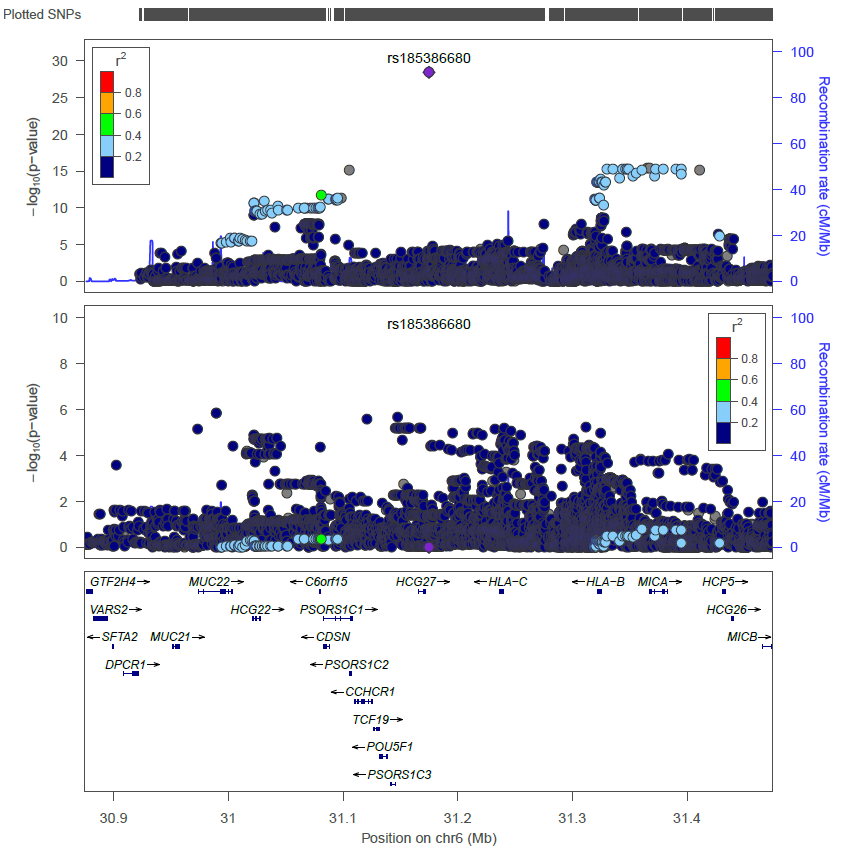 Plotted SNPs
rs185386680
r2
0.8
0.6
0.4
0.2
30
25
20
15
10
5
0
−log10(p−value)
100
80
60
40
20
0
Recombination rate (cM/Mb)
rs185386680
r2
0.8
0.6
0.4
0.2
10
8
6
4
2
0
−log10(p−value)
100
80
60
40
20
0
Recombination rate (cM/Mb)
GTF2H4→ MUC22→ ←C6orf15 HCG27→ ←HLA−C ←HLA−B MICA→ HCP5→
VARS2→ HCG22→ PSORS1C1→ HCG26→
←SFTA2 MUC21→ ←CDSN MICB→
DPCR1→ ←PSORS1C2
←CCHCR1
TCF19→
←POU5F1
←PSORS1C3
30.9 31 31.1 31.2 31.3 31.4
Position on chr6 (Mb)